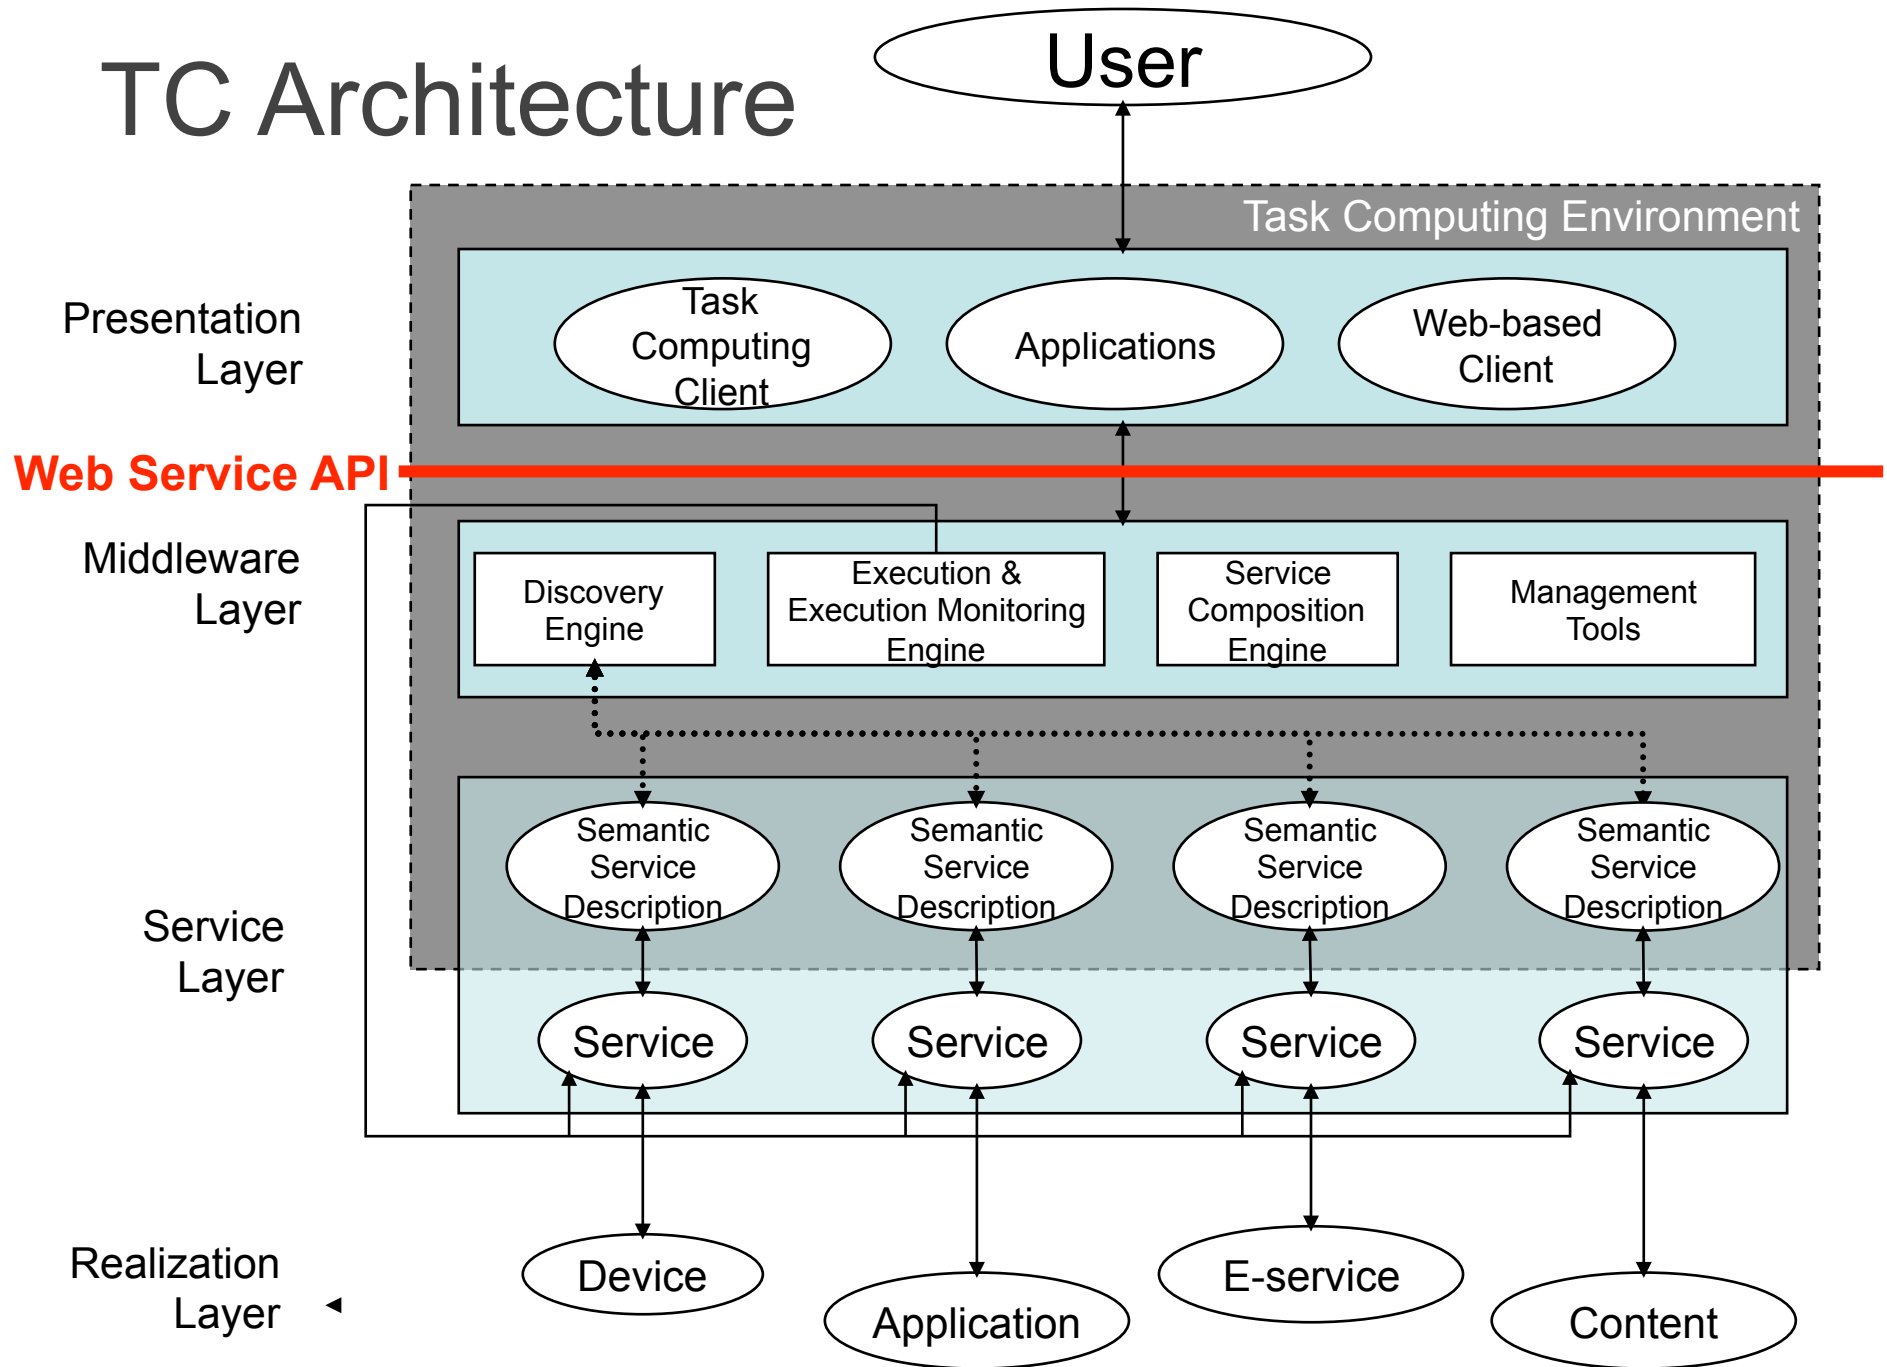 TC Architecture
User
Task Computing Environment
Presentation
Layer
Task
Computing
Client
Applications
Web-based
Client
Web Service API
Middleware
Layer
Discovery
Engine
Execution &
Execution Monitoring
Engine
Service
Composition
Engine
Management
Tools
Service
Layer
Semantic
Service
Description
Semantic
Service
Description
Semantic
Service
Description
Semantic
Service
Description
Service
Service
Service
Service
Realization
Layer
Device
Application
E-service
Content